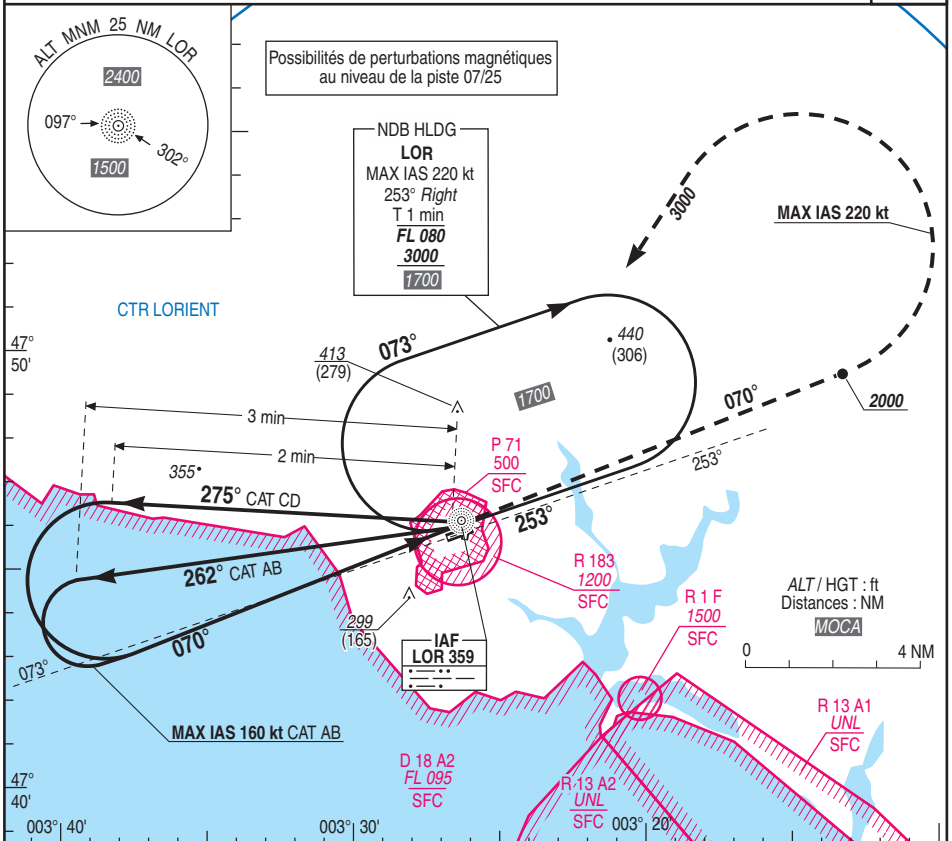 ALT MNM 25 NM LOR
2400
097°
302°
1500
Possibilités de perturbations magnétiques
au niveau de la piste 07/25
NDB HLDG
LOR
MAX IAS 220 kt
253° Right
T 1 min
FL 080
3000
1700
3000
MAX IAS 220 kt
CTR LORIENT
47°
50'
413
(279)
073°
440
(306)
1700
070°
2000
3 min
2 min
355
P 71
500
SFC
253°
275° CAT CD
253°
262° CAT AB
R 183
1200
SFC
R 1 F
1500
SFC
ALT / HGT : ft
Distances : NM
MOCA
0
4 NM
299
(165)
070°
073°
IAF
LOR 359
MAX IAS 160 kt CAT AB
R 13 A1
UNL
SFC
D 18 A2
FL 095
SFC
R 13 A2
UNL
SFC
47°
40'
003° 40'
003° 30'
003° 20'